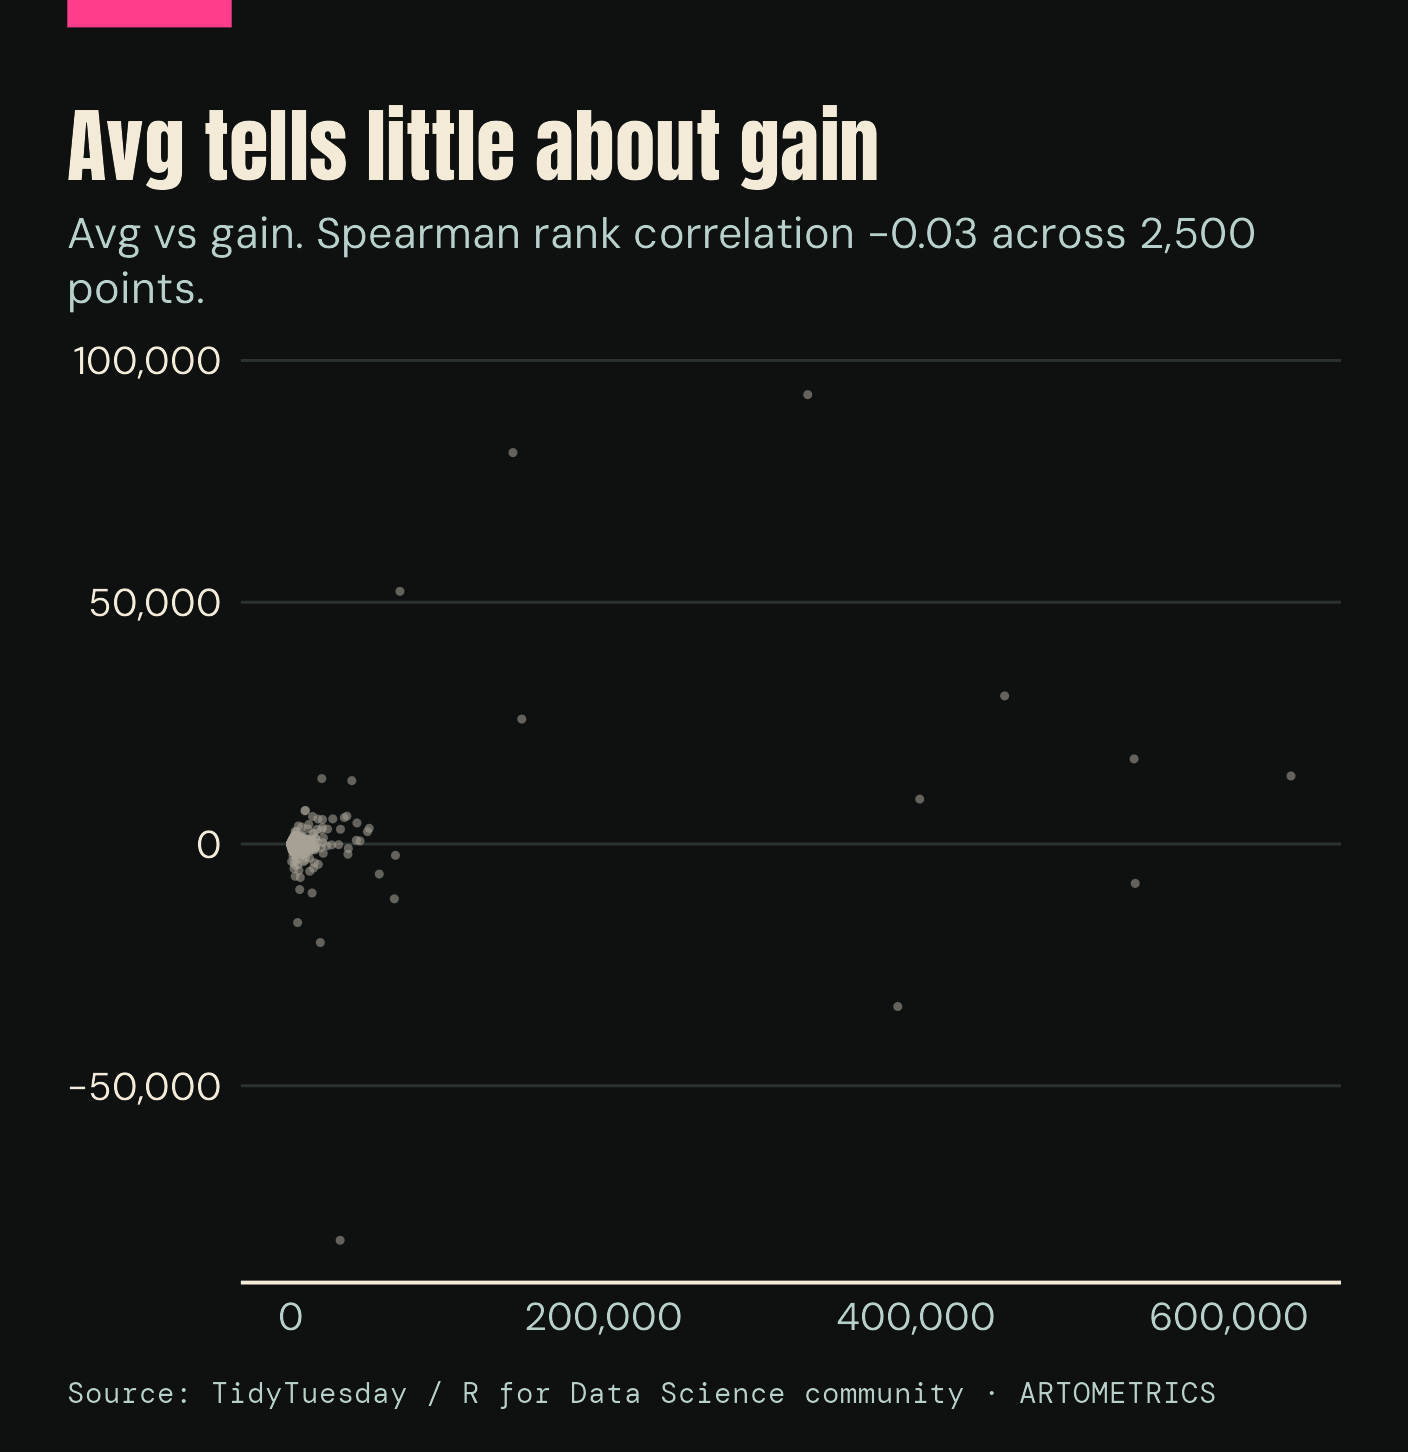 Avg tells little about gain
Avg vs gain. Spearman rank correlation −0.03 across 2,500
points.
100,000
50,000
0
−50,000
0 200,000 400,000 600,000
Source: TidyTuesday / R for Data Science community · ARTOMETRICS